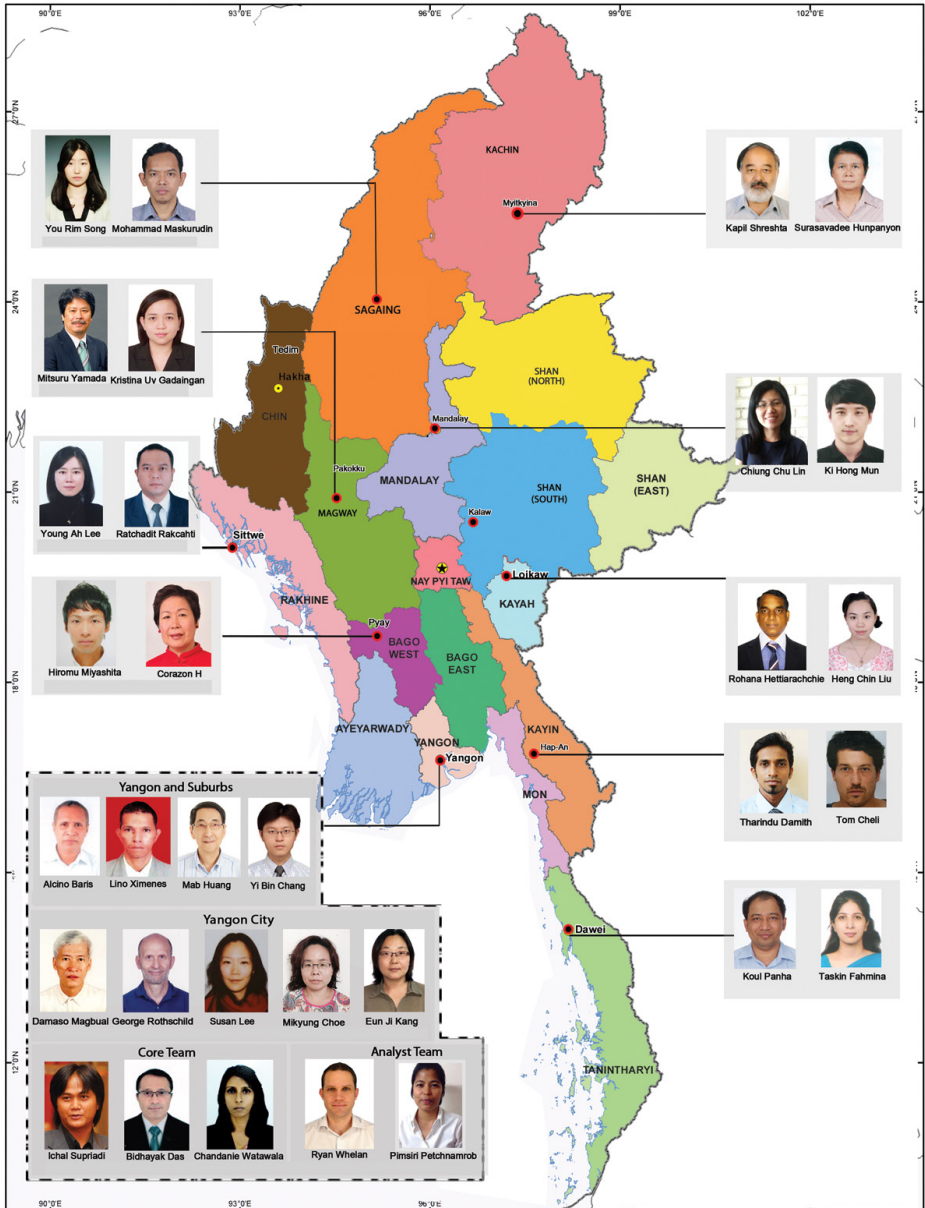 90°0'E
93°0'E
96°0'E
99°0'E
102°0'E
27°0'N
KACHIN
You Rim Song
Mohammad Maskurudin
Myitkyina
Kapil Shreshta
Surasavadee Hunpanyon
24°0'N
SAGAING
Mitsuru Yamada
Kristina Uv Gadaingan
Tedim
Hakha
CHIN
SHAN
(NORTH)
Mandalay
Chiung Chu Lin
Ki Hong Mun
Young Ah Lee
Ratchadit Rakcahti
21°0'N
Pakokku
MAGWAY
MANDALAY
SHAN
(SOUTH)
SHAN
(EAST)
Kalaw
Sittwe
NAY PYI TAW
Loikaw
KAYAH
RAKHINE
Hiromu Miyashita
Corazon H
Pyay
BAGO
WEST
BAGO
EAST
Rohana Hettiarachchie
Heng Chin Liu
18°0'N
AYEYARWADY
YANGON
Yangon
KAYIN
Hap-An
MON
Tharindu Damith
Tom Cheli
Yangon and Suburbs
Alcino Baris
Lino Ximenes
Mab Huang
Yi Bin Chang
Yangon City
Damaso Magbual
George Rothschild
Susan Lee
Mikyung Choe
Eun Ji Kang
Dawei
Koul Panha
Taskin Fahmina
12°0'N
TANINTHARYI
Core Team
Analyst Team
Ichal Supriadi
Bidhayak Das
Chandanie Watawala
Ryan Whelan
Pimsiri Petchnamrob
90°0'E
93°0'E
96°0'E
99°0'E
102°0'E